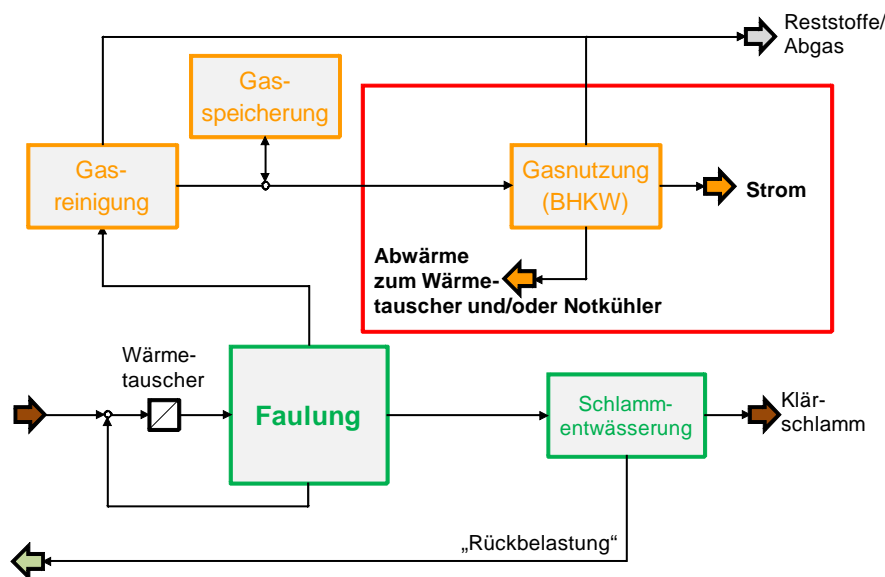 Reststoffe/
Abgas
Gas-
speicherung
Gas-
reinigung
Gasnutzung
(BHKW)
Strom
Abwärme
zum Wärme-
tauscher und/oder Notkühler
Wärme-
tauscher
Faulung
Schlamm-
entwässerung
Klär-
schlamm
„Rückbelastung“